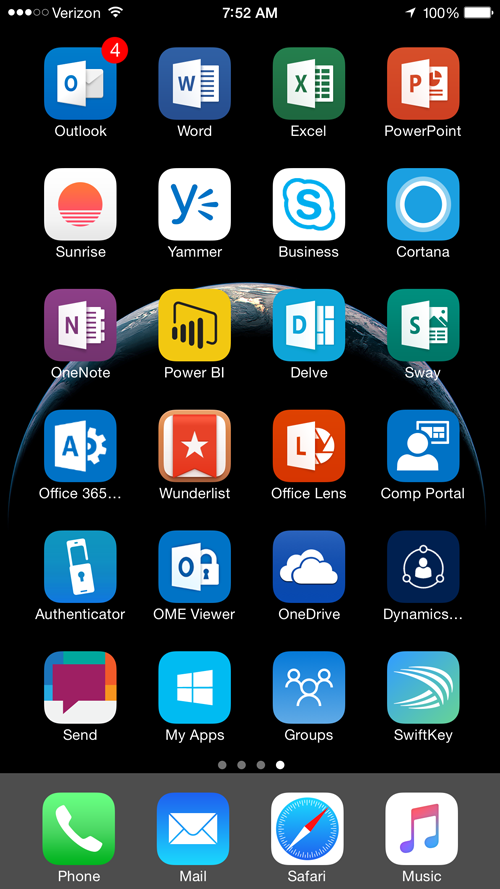 Verizon 7:52 AM 100%
4
Outlook Word Excel PowerPoint
Sunrise Yammer Business Cortana
OneNote Power BI Delve Sway
Office 365... Wunderlist Office Lens Comp Portal
Authenticator OME Viewer OneDrive Dynamics...
Send My Apps Groups SwiftKey
Phone Mail Safari Music